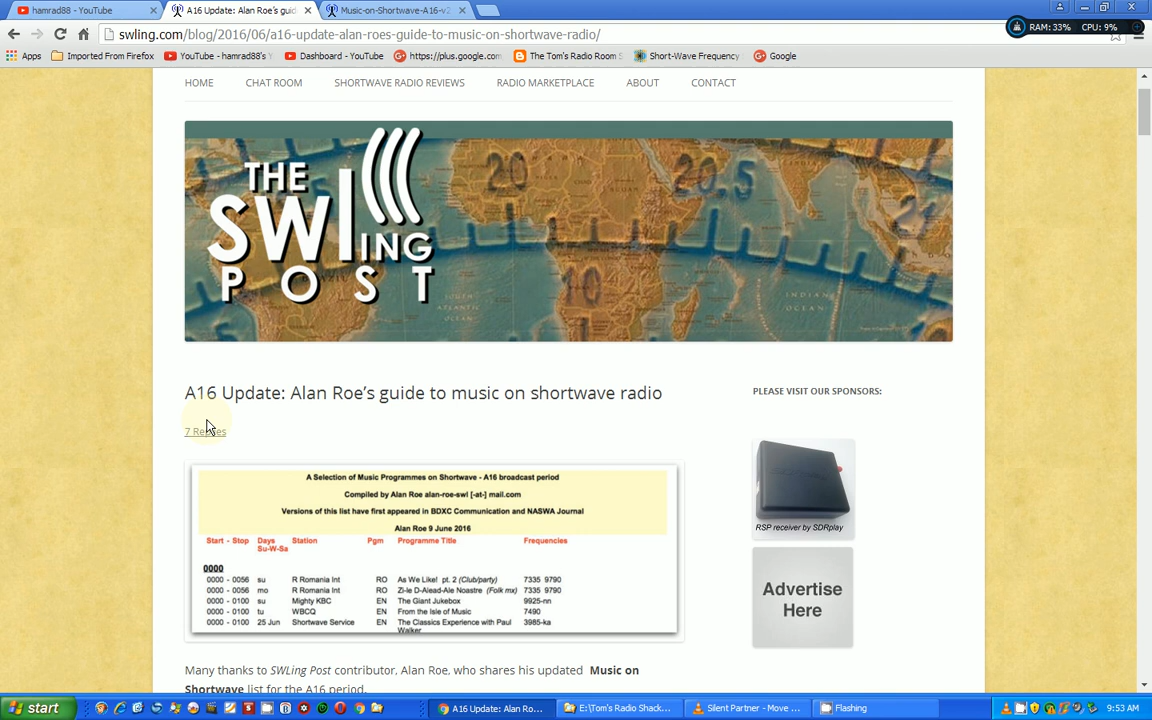 hamrad88 - YouTube
A16 Update: Alan Roe's guid
Music-on-Shortwave-A16-v2
swling.com/blog/2016/06/a16-update-alan-roes-guide-to-music-on-shortwave-radio/
RAM: 33% CPU: 9%
Apps
Imported From Firefox
YouTube - hamrad88's
Dashboard - YouTube
https://plus.google.com
The Tom's Radio Room S
Short-Wave Frequency
Google
HOME
CHAT ROOM
SHORTWAVE RADIO REVIEWS
RADIO MARKETPLACE
ABOUT
CONTACT
THE
SWLING
POST
20
20.5
10
SOUTH
ATLANTIC
OCEAN
INDIAN
OCEAN
A16 Update: Alan Roe's guide to music on shortwave radio
PLEASE VISIT OUR SPONSORS:
7 Replies
A Selection of Music Programmes on Shortwave - A16 broadcast period
Compiled by Alan Roe alan-roe-swl [-at-] mail.com
Versions of this list have first appeared in BDXC Communication and NASWA Journal
Alan Roe 9 June 2016
Start - Stop Days Station Pgm Programme Title Frequencies
Su-W-Sa
0000
0000 - 0056 su R Romania Int RO As We Like! pt. 2 (Club/party) 7335 9790
0000 - 0056 mo R Romania Int RO Zi-le D-Alead-Ale Noastre (Folk mx) 7335 9790
0000 - 0100 su Mighty KBC EN The Giant Jukebox 9925-nn
0000 - 0100 tu WBCQ EN From the Isle of Music 7490
0000 - 0100 25 Jun Shortwave Service EN The Classics Experience with Paul 3985-ka
Walker
RSP receiver by SDRplay
Advertise
Here
Many thanks to SWLing Post contributor, Alan Roe, who shares his updated Music on
Shortwave list for the A16 period.
start
A16 Update: Alan Ro...
E:\Tom's Radio Shack...
Silent Partner - Move ...
Flashing
9:53 AM